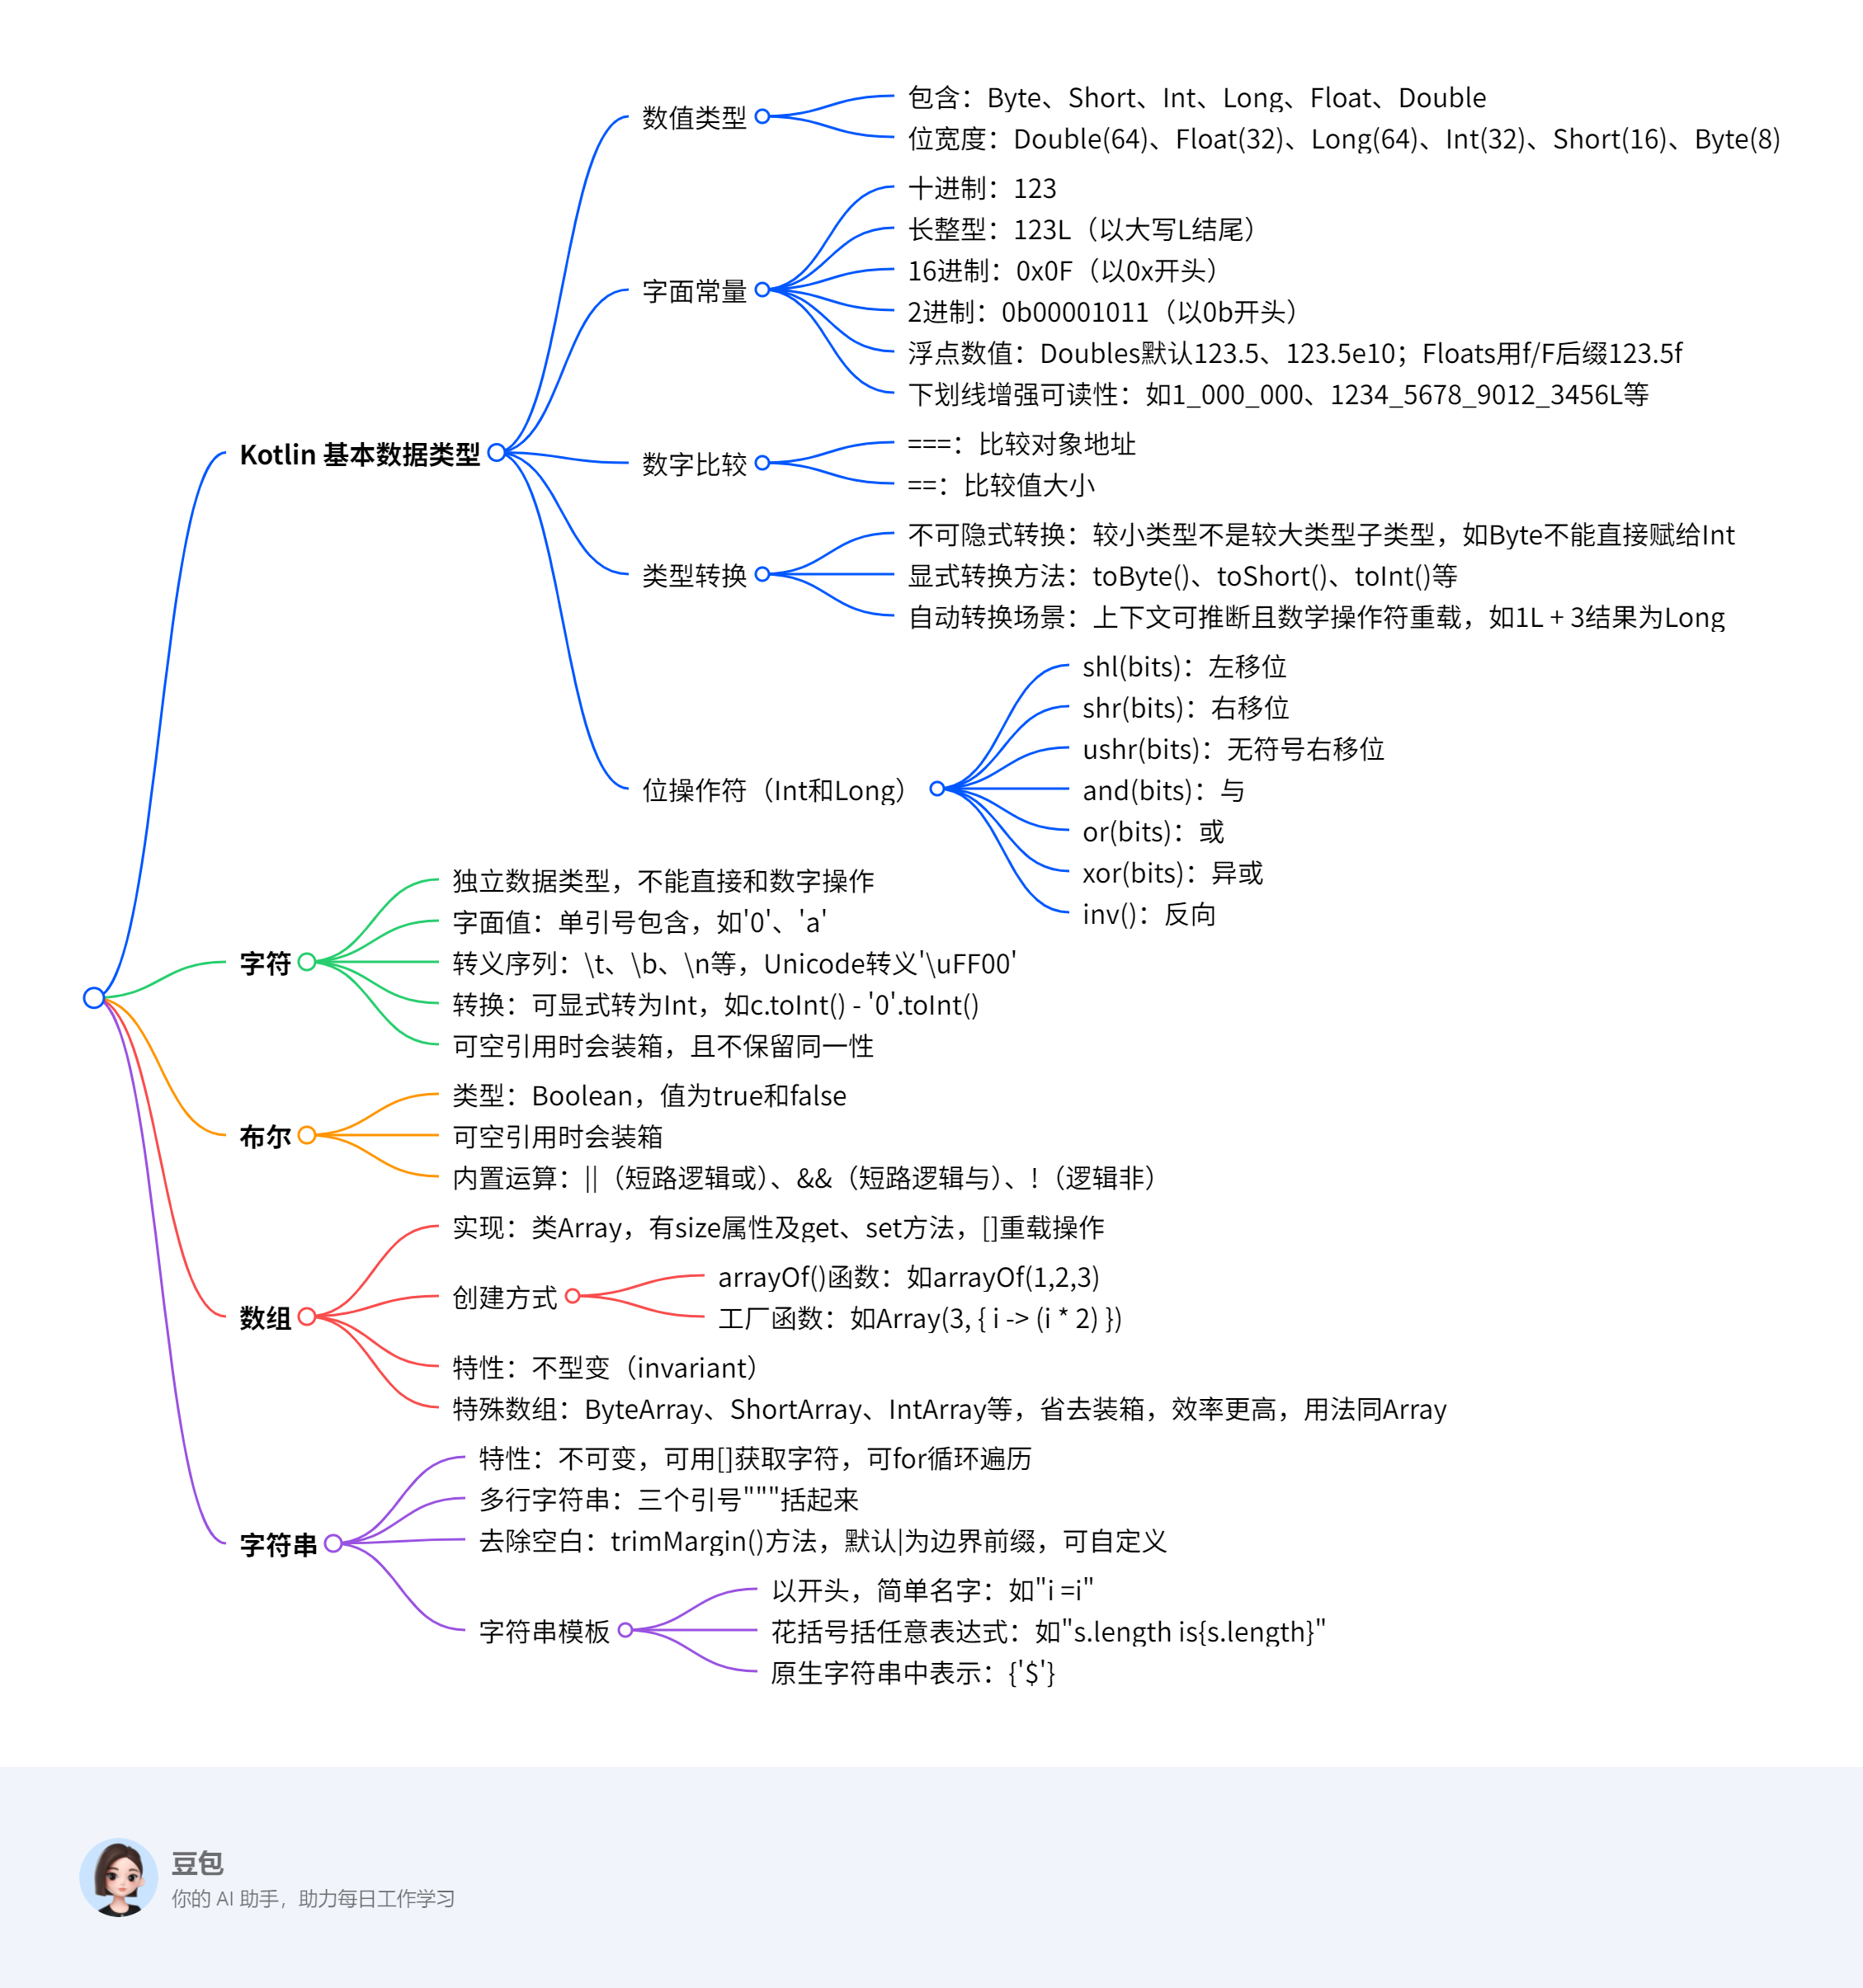 数值类型
包含：Byte、Short、Int、Long、Float、Double
位宽度：Double(64)、Float(32)、Long(64)、Int(32)、Short(16)、Byte(8)
字面常量
十进制：123
长整型：123L（以大写L结尾）
16进制：0x0F（以0x开头）
2进制：0b00001011（以0b开头）
浮点数值：Doubles默认123.5、123.5e10；Floats用f/F后缀123.5f
下划线增强可读性：如1_000_000、1234_5678_9012_3456L等
Kotlin 基本数据类型
数字比较
===：比较对象地址
==：比较值大小
类型转换
不可隐式转换：较小类型不是较大类型子类型，如Byte不能直接赋给Int
显式转换方法：toByte()、toShort()、toInt()等
自动转换场景：上下文可推断且数学操作符重载，如1L + 3结果为Long
位操作符（Int和Long）
shl(bits)：左移位
shr(bits)：右移位
ushr(bits)：无符号右移位
and(bits)：与
or(bits)：或
xor(bits)：异或
inv()：反向
字符
独立数据类型，不能直接和数字操作
字面值：单引号包含，如'0'、'a'
转义序列：\t、\b、\n等，Unicode转义'\uFF00'
转换：可显式转为Int，如c.toInt() - '0'.toInt()
可空引用时会装箱，且不保留同一性
布尔
类型：Boolean，值为true和false
可空引用时会装箱
内置运算：||（短路逻辑或）、&&（短路逻辑与）、!（逻辑非）
数组
实现：类Array，有size属性及get、set方法，[]重载操作
创建方式
arrayOf()函数：如arrayOf(1,2,3)
工厂函数：如Array(3, { i -> (i * 2) })
特性：不型变（invariant）
特殊数组：ByteArray、ShortArray、IntArray等，省去装箱，效率更高，用法同Array
字符串
特性：不可变，可用[]获取字符，可for循环遍历
多行字符串：三个引号"""括起来
去除空白：trimMargin()方法，默认|为边界前缀，可自定义
字符串模板
以开头，简单名字：如"i =i"
花括号括任意表达式：如"s.length is{s.length}"
原生字符串中表示：{'$'}
豆包
你的 AI 助手，助力每日工作学习